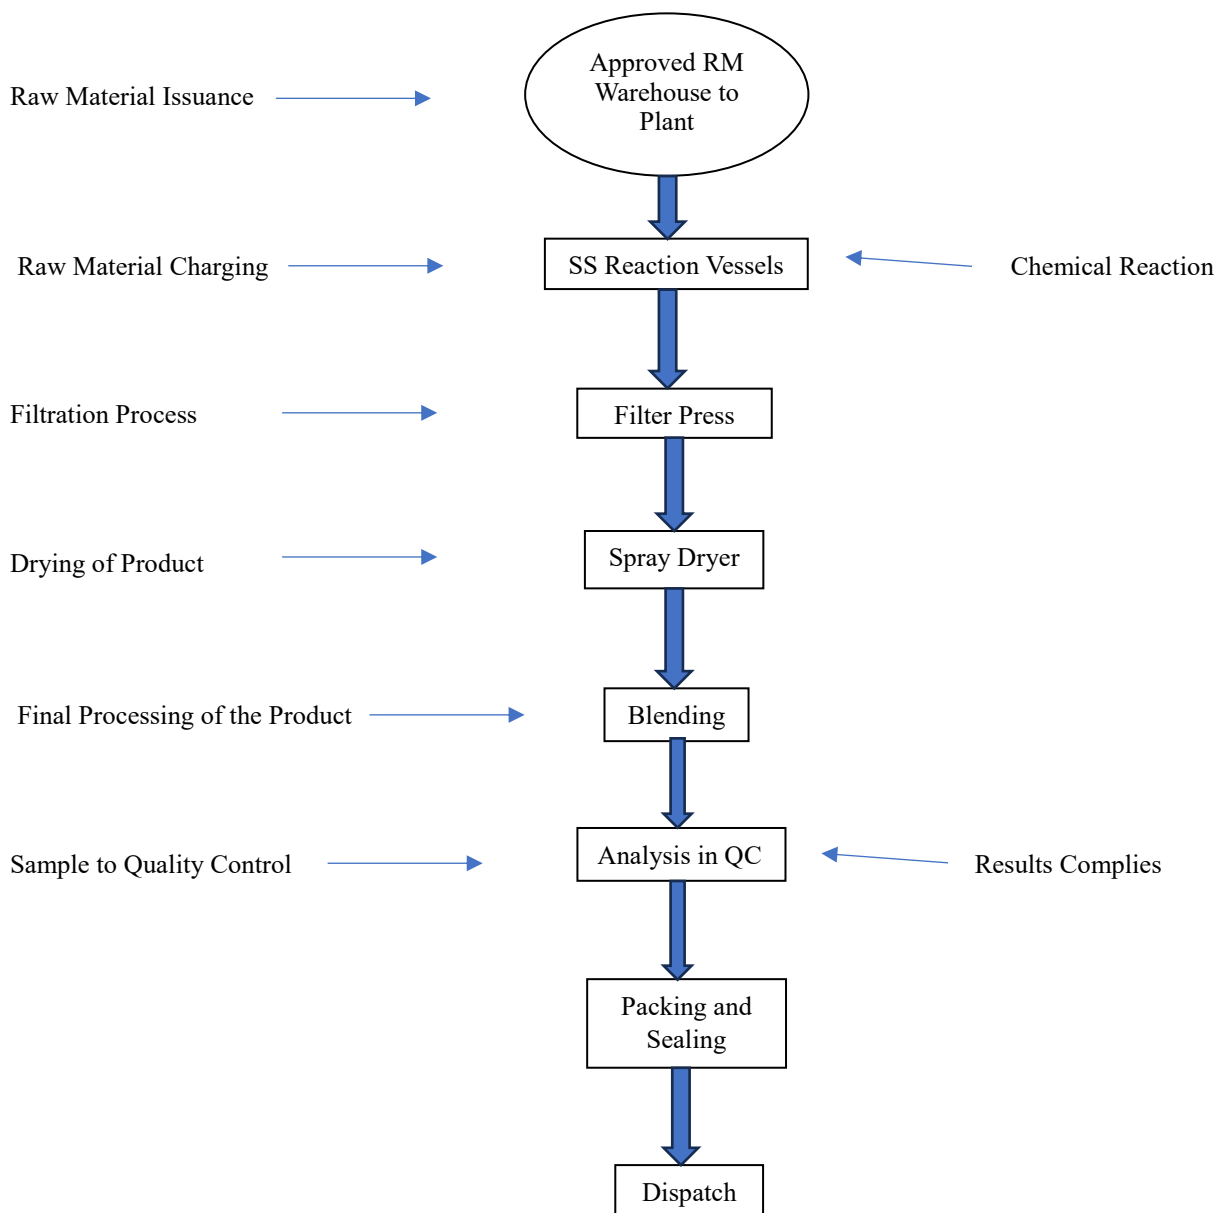 Approved RM
Warehouse to
Plant
Raw Material Issuance
Raw Material Charging
SS Reaction Vessels
Chemical Reaction
Filtration Process
Filter Press
Drying of Product
Spray Dryer
Final Processing of the Product
Blending
Sample to Quality Control
Analysis in QC
Results Complies
Packing and
Sealing
Dispatch